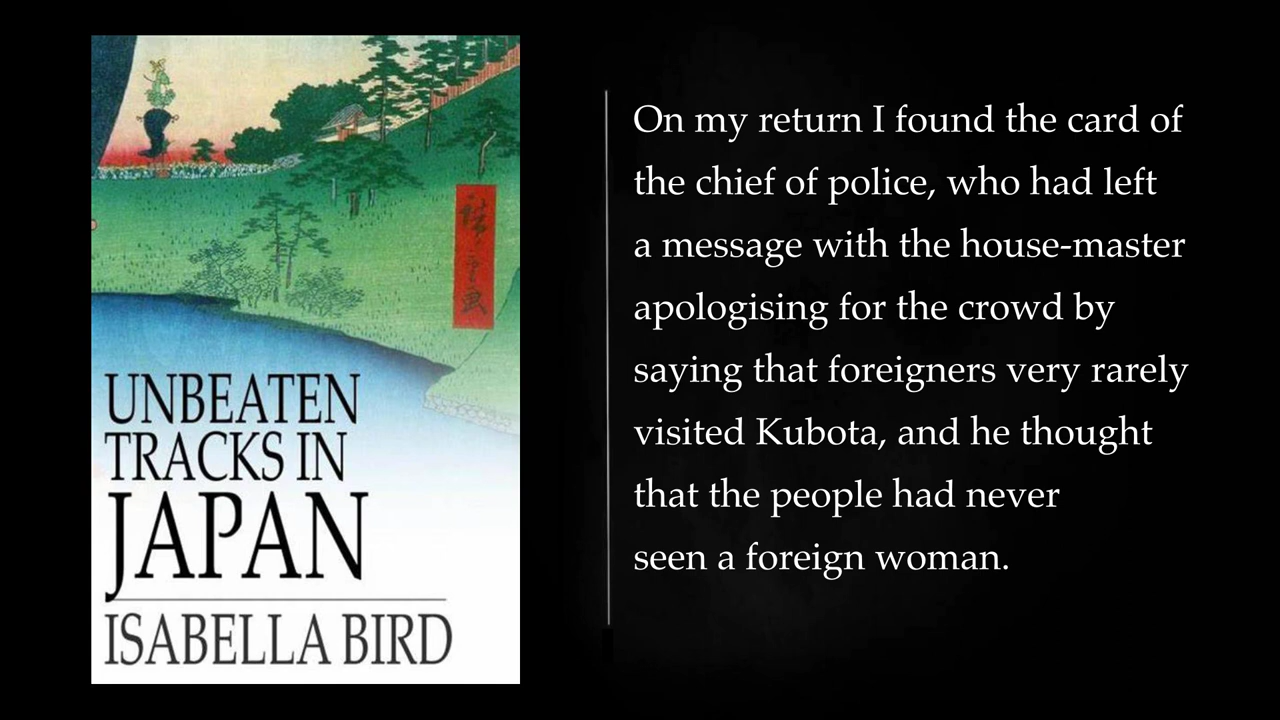 UNBEATEN
TRACKS IN
JAPAN
ISABELLA BIRD
On my return I found the card of
the chief of police, who had left
a message with the house-master
apologising for the crowd by
saying that foreigners very rarely
visited Kubota, and he thought
that the people had never
seen a foreign woman.